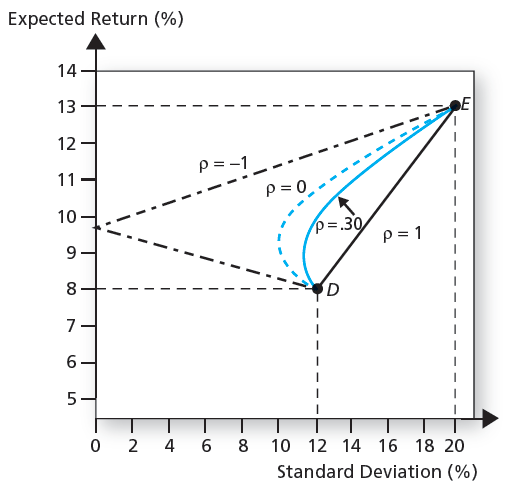 Expected Return (%)
14
13
E
12
ρ = –1
11
ρ = 0
10
ρ = .30
ρ = 1
9
8
D
7
6
5
0 2 4 6 8 10 12 14 16 18 20
Standard Deviation (%)